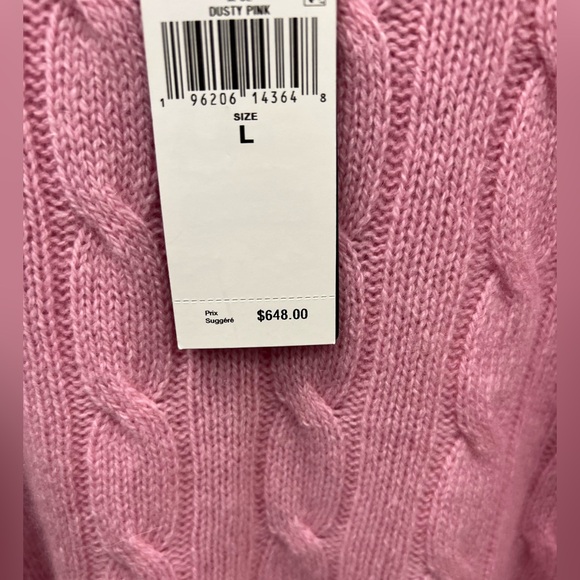 DUSTY PINK
1 96206 14364 8
SIZE
L
Prix
Suggéré $648.00